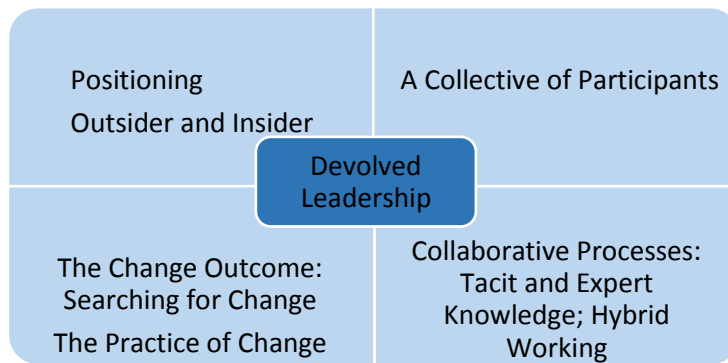 Positioning
Outsider and Insider
A Collective of Participants
Devolved
Leadership
The Change Outcome:
Searching for Change
The Practice of Change
Collaborative Processes:
Tacit and Expert
Knowledge; Hybrid
Working